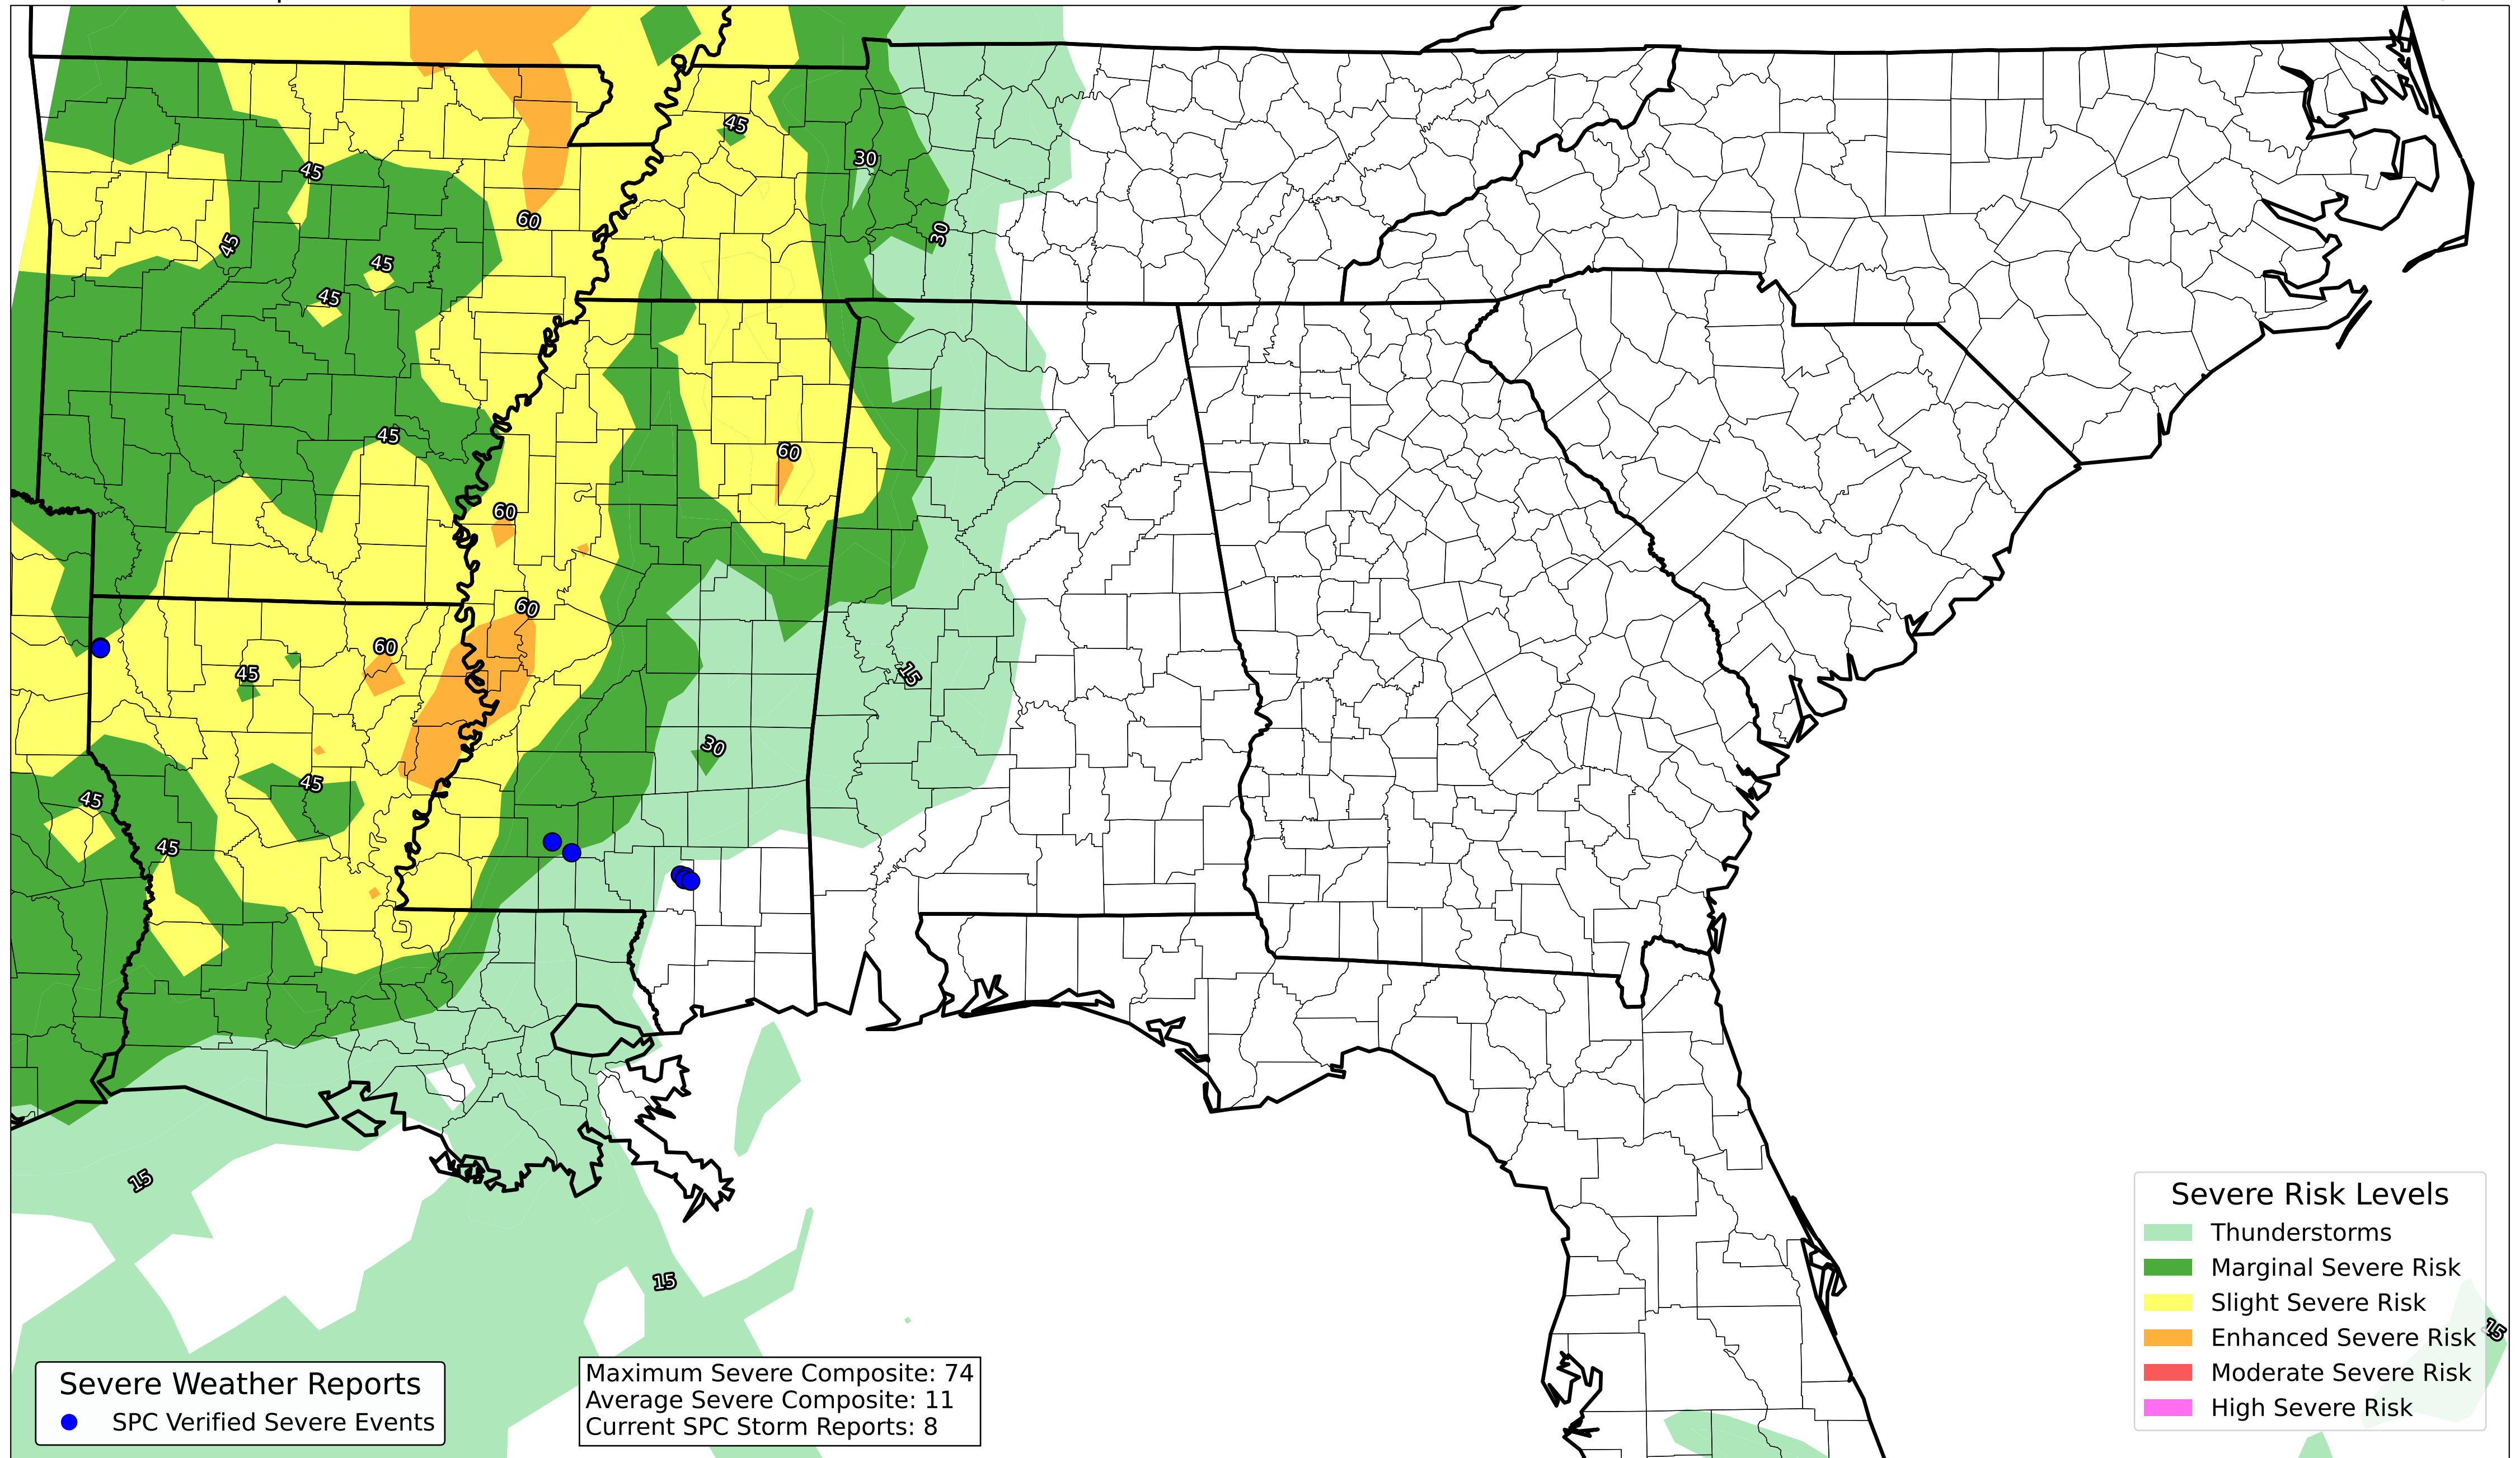 45
30
45
60
30
45
45
45
45
60
60
60
60
45
15
30
45
45
45
15
15
15
Severe Risk Levels
Thunderstorms
Marginal Severe Risk
Slight Severe Risk
Enhanced Severe Risk
Moderate Severe Risk
High Severe Risk
Severe Weather Reports
SPC Verified Severe Events
Maximum Severe Composite: 74
Average Severe Composite: 11
Current SPC Storm Reports: 8